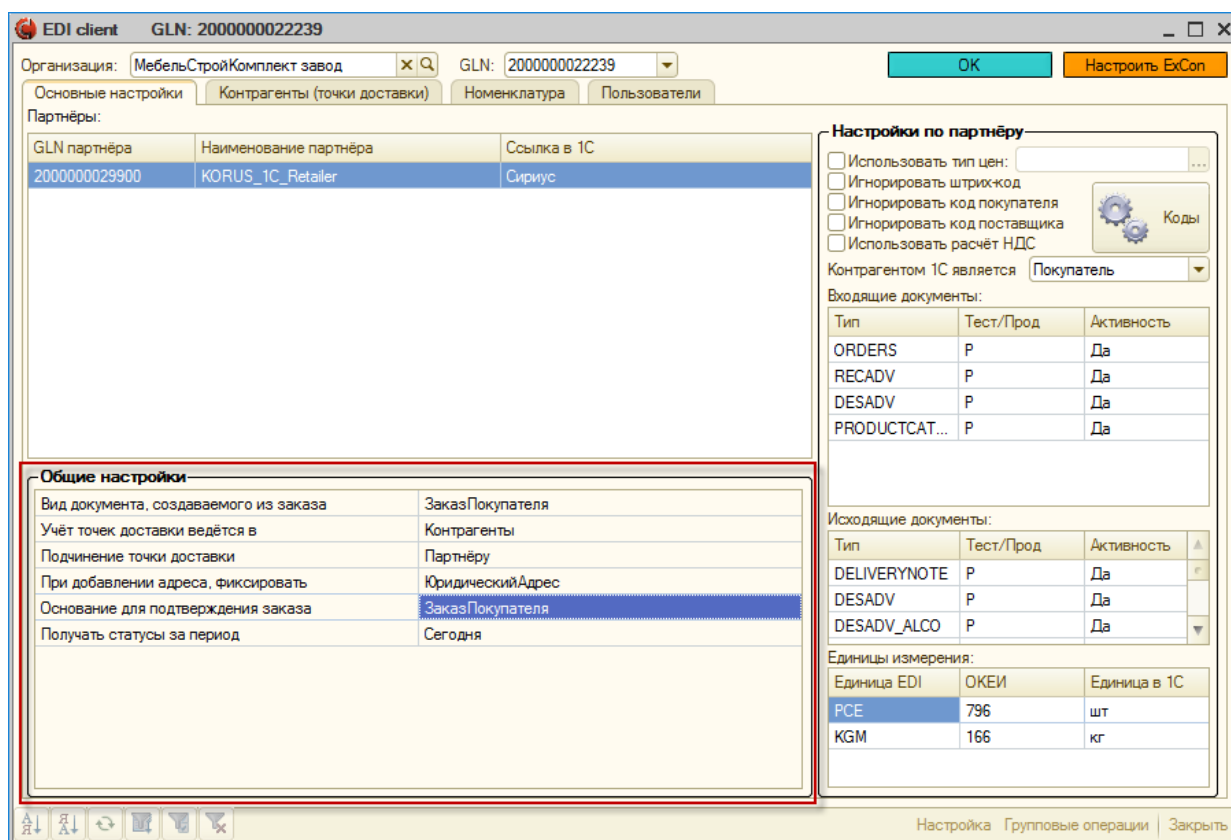 EDI client GLN: 2000000022239
Организация: МебельСтройКомплект завод GLN: 2000000022239 OK Настроить ExCon
Основные настройки Контрагенты (точки доставки) Номенклатура Пользователи
Партнёры:
GLN партнёра Наименование партнёра Ссылка в 1С
2000000029900 KORUS_1C_Retailer Сириус
Общие настройки
Вид документа, создаваемого из заказа ЗаказПокупателя
Учёт точек доставки ведётся в Контрагенты
Подчинение точки доставки Партнёру
При добавлении адреса, фиксировать ЮридическийАдрес
Основание для подтверждения заказа ЗаказПокупателя
Получать статусы за период Сегодня
Настройки по партнёру
Использовать тип цен: ...
Игнорировать штрих-код
Игнорировать код покупателя
Игнорировать код поставщика
Использовать расчёт НДС
Коды
Контрагентом 1С является Покупатель
Входящие документы:
Тип Тест/Прод Активность
ORDERS P Да
RECADV P Да
DESADV P Да
PRODUCTCAT... P Да
Исходящие документы:
Тип Тест/Прод Активность
DELIVERYNOTE P Да
DESADV P Да
DESADV_ALCO P Да
Единицы измерения:
Единица EDI ОКЕИ Единица в 1С
PCE 796 шт
KGM 166 кг
Настройка Групповые операции Закрыть